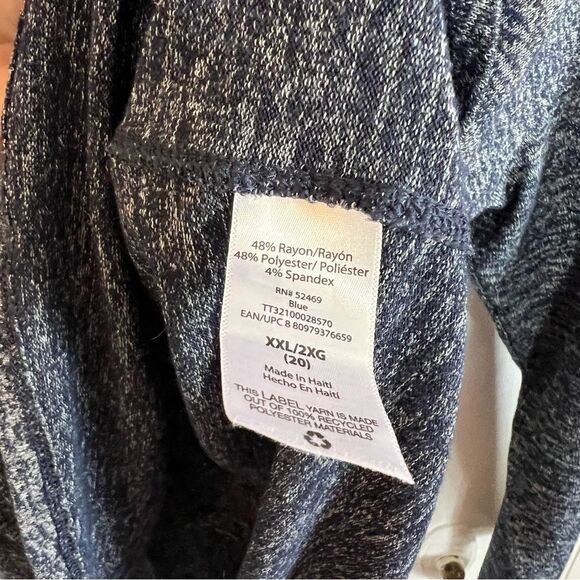 48% Rayon/Rayón
48% Polyester/ Poliéster
4% Spandex
RN# 52469
Blue
TT32100028570
EAN/UPC 8 80979376659
XXL/2XG
(20)
Made in Haiti
Hecho En Haiti
THIS LABEL YARN IS MADE
OUT OF 100% RECYCLED
POLYESTER MATERIALS